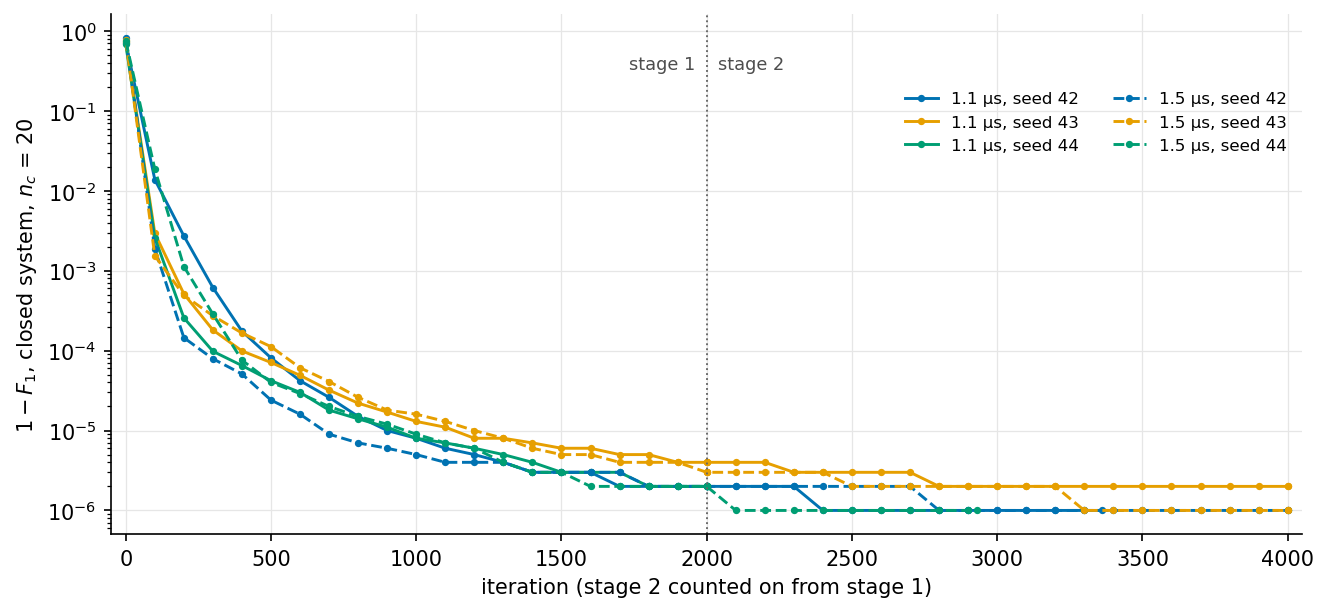 10⁰
10⁻¹
10⁻²
10⁻³
10⁻⁴
10⁻⁵
10⁻⁶
1 − F₁, closed system, n_c = 20
stage 1
stage 2
1.1 µs, seed 42
1.1 µs, seed 43
1.1 µs, seed 44
1.5 µs, seed 42
1.5 µs, seed 43
1.5 µs, seed 44
0 500 1000 1500 2000 2500 3000 3500 4000
iteration (stage 2 counted on from stage 1)